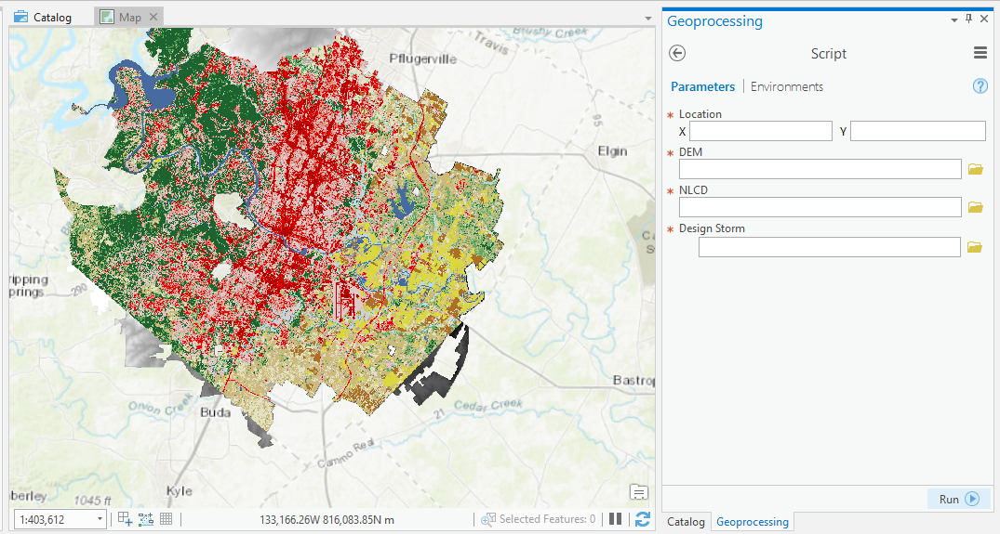 Catalog
Map
Geoprocessing
Script
Parameters
Environments
Location
X
Y
DEM
NLCD
Design Storm
Run
Catalog
Geoprocessing
Brushy Creek
Travis
Pflugerville
95
Elgin
ripping
prings
290
Bastrop
Onion Creek
Buda
21
Cedar Creek
Camino Real
Kyle
berley
1045 ft
1:403,612
133,166.26W 816,083.85N m
Selected Features: 0